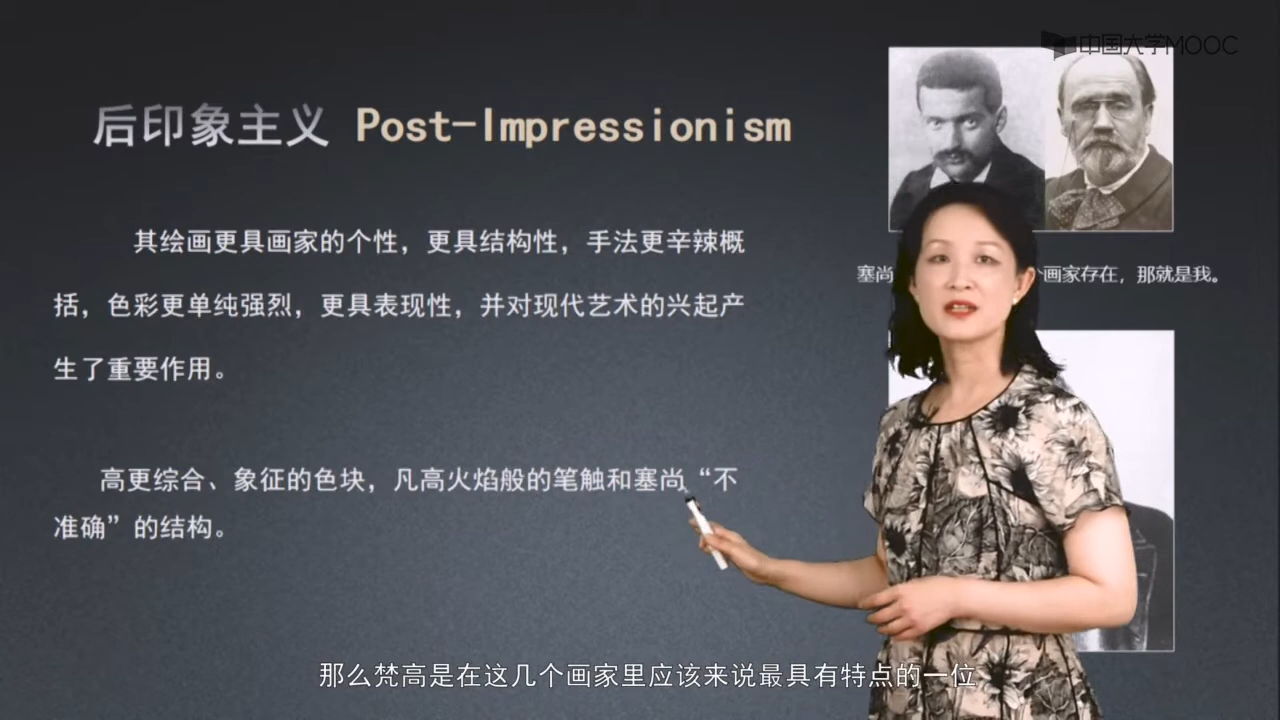 中国大学MOOC
后印象主义 Post-Impressionism
其绘画更具画家的个性，更具结构性，手法更辛辣概
括，色彩更单纯强烈，更具表现性，并对现代艺术的兴起产
生了重要作用。
塞尚
个画家存在，那就是我。
高更综合、象征的色块，凡高火焰般的笔触和塞尚“不
准确”的结构。
那么梵高是在这几个画家里应该来说最具有特点的一位